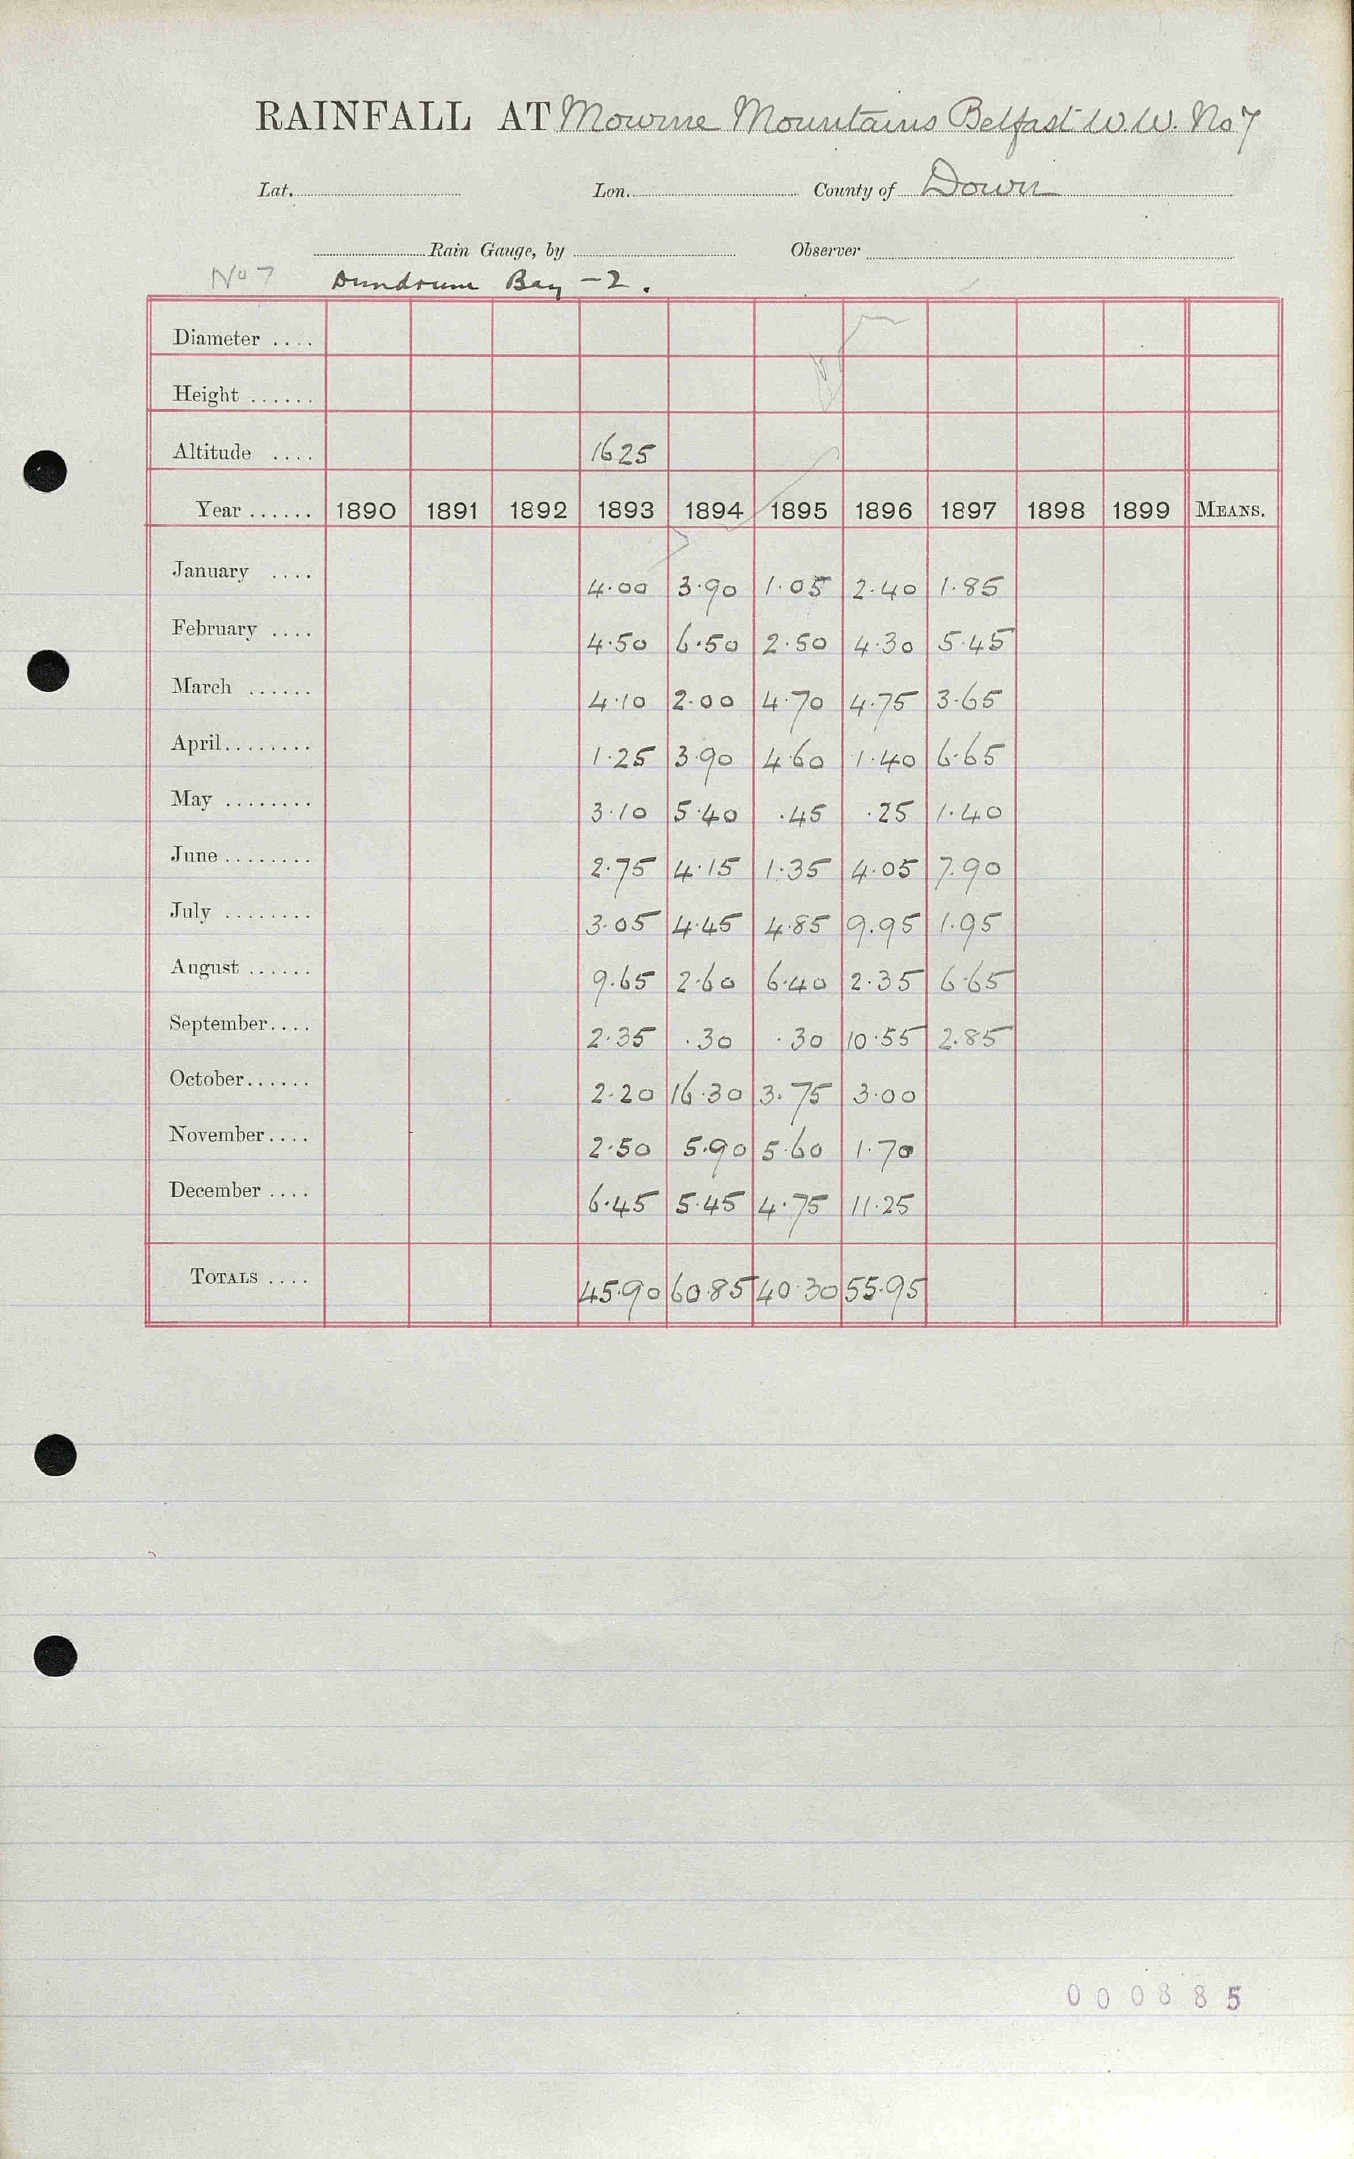 RAINFALL AT Mourne Mountains Belfast W.W. No 7
Lat. Lon. County of Down
Rain Gauge, by Observer
No 7 Dundrum Bay - 2.
Diameter ....
Height ......
Altitude .... 1625
Year ...... 1890 1891 1892 1893 1894 1895 1896 1897 1898 1899 MEANS.
January .... 4.00 3.90 1.05 2.40 1.85
February .... 4.50 6.50 2.50 4.30 5.45
March ...... 4.10 2.00 4.70 4.75 3.65
April ........ 1.25 3.90 4.60 1.40 6.65
May ........ 3.10 5.40 .45 .25 1.40
June ........ 2.75 4.15 1.35 4.05 7.90
July ........ 3.05 4.45 4.85 9.95 1.95
August ...... 9.65 2.60 6.40 2.35 6.65
September .... 2.35 .30 .30 10.55 2.85
October ...... 2.20 16.30 3.75 3.00
November .... 2.50 5.90 5.60 1.70
December .... 6.45 5.45 4.75 11.25
TOTALS .... 45.90 60.85 40.30 55.95
000885